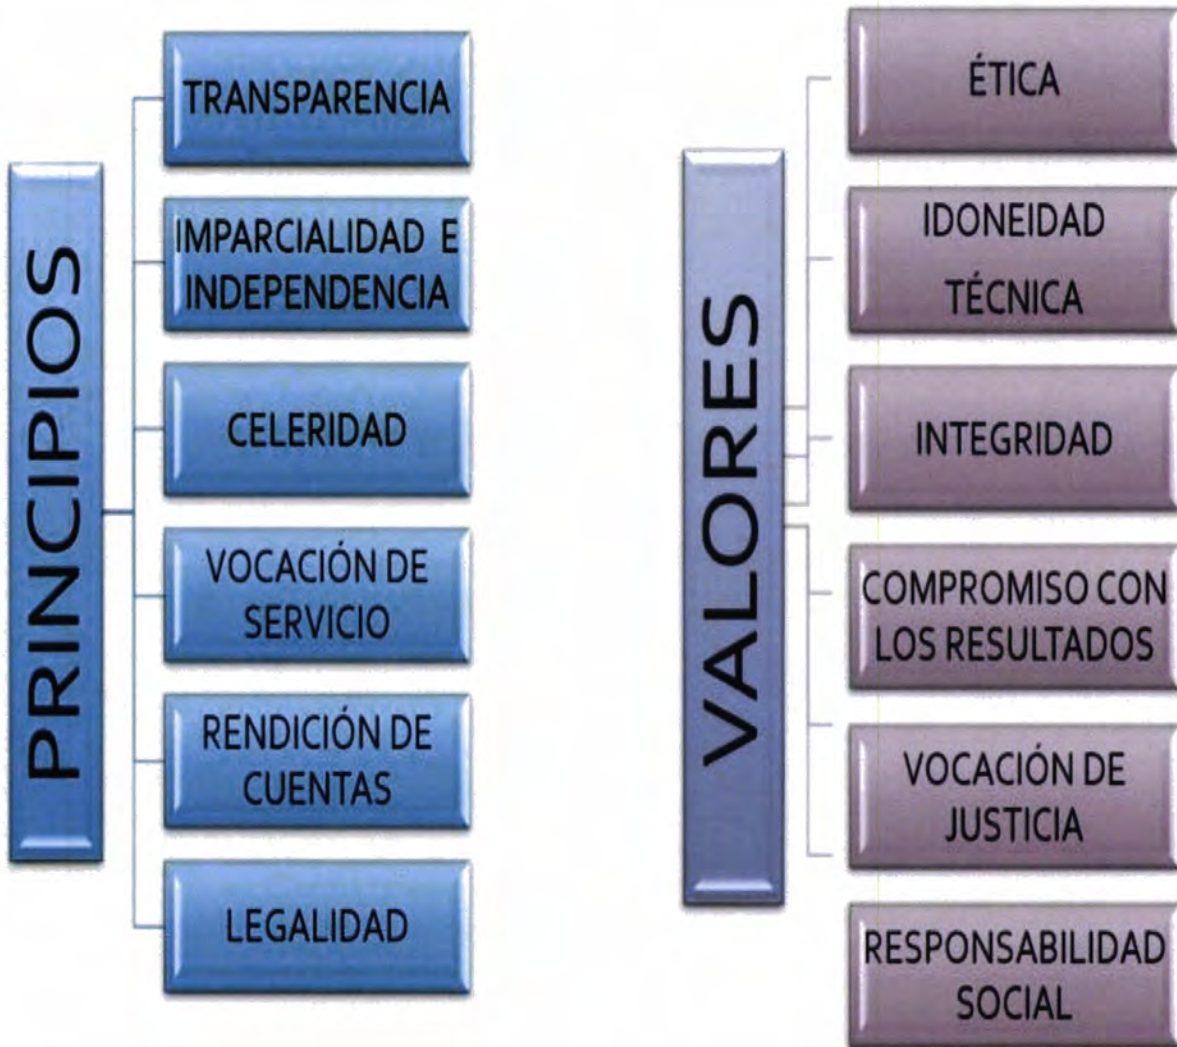 PRINCIPIOS
TRANSPARENCIA
IMPARCIALIDAD E
INDEPENDENCIA
CELERIDAD
VOCACIÓN DE
SERVICIO
RENDICIÓN DE
CUENTAS
LEGALIDAD
VALORES
ÉTICA
IDONEIDAD
TÉCNICA
INTEGRIDAD
COMPROMISO CON
LOS RESULTADOS
VOCACIÓN DE
JUSTICIA
RESPONSABILIDAD
SOCIAL